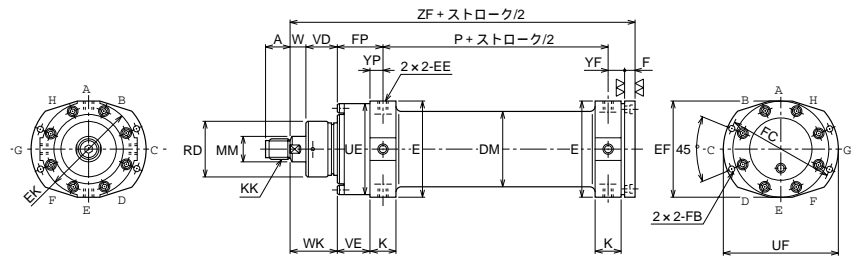 ZF + ストローク/2
A W VD FP P + ストローク/2 YF F
YP 2×2-EE
H A B
G C
EK
F E D
RD MM UE E DM E
KK
WK VE K K
B A H
EF 45° C FC G
D E F
2×2-FB
UF